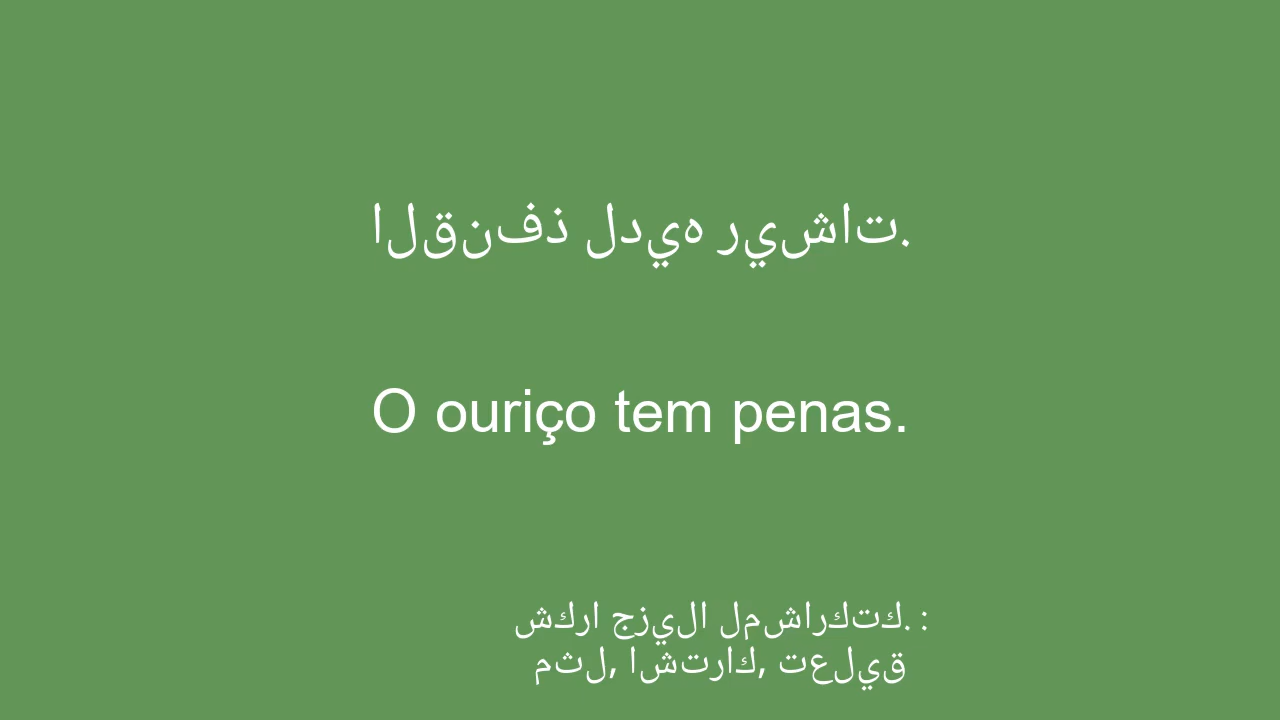 القنفذ لديه ريشات.
O ouriço tem penas.
شكرا جزيلا لمشاركتك. :
مثل, اشتراك, تعليق